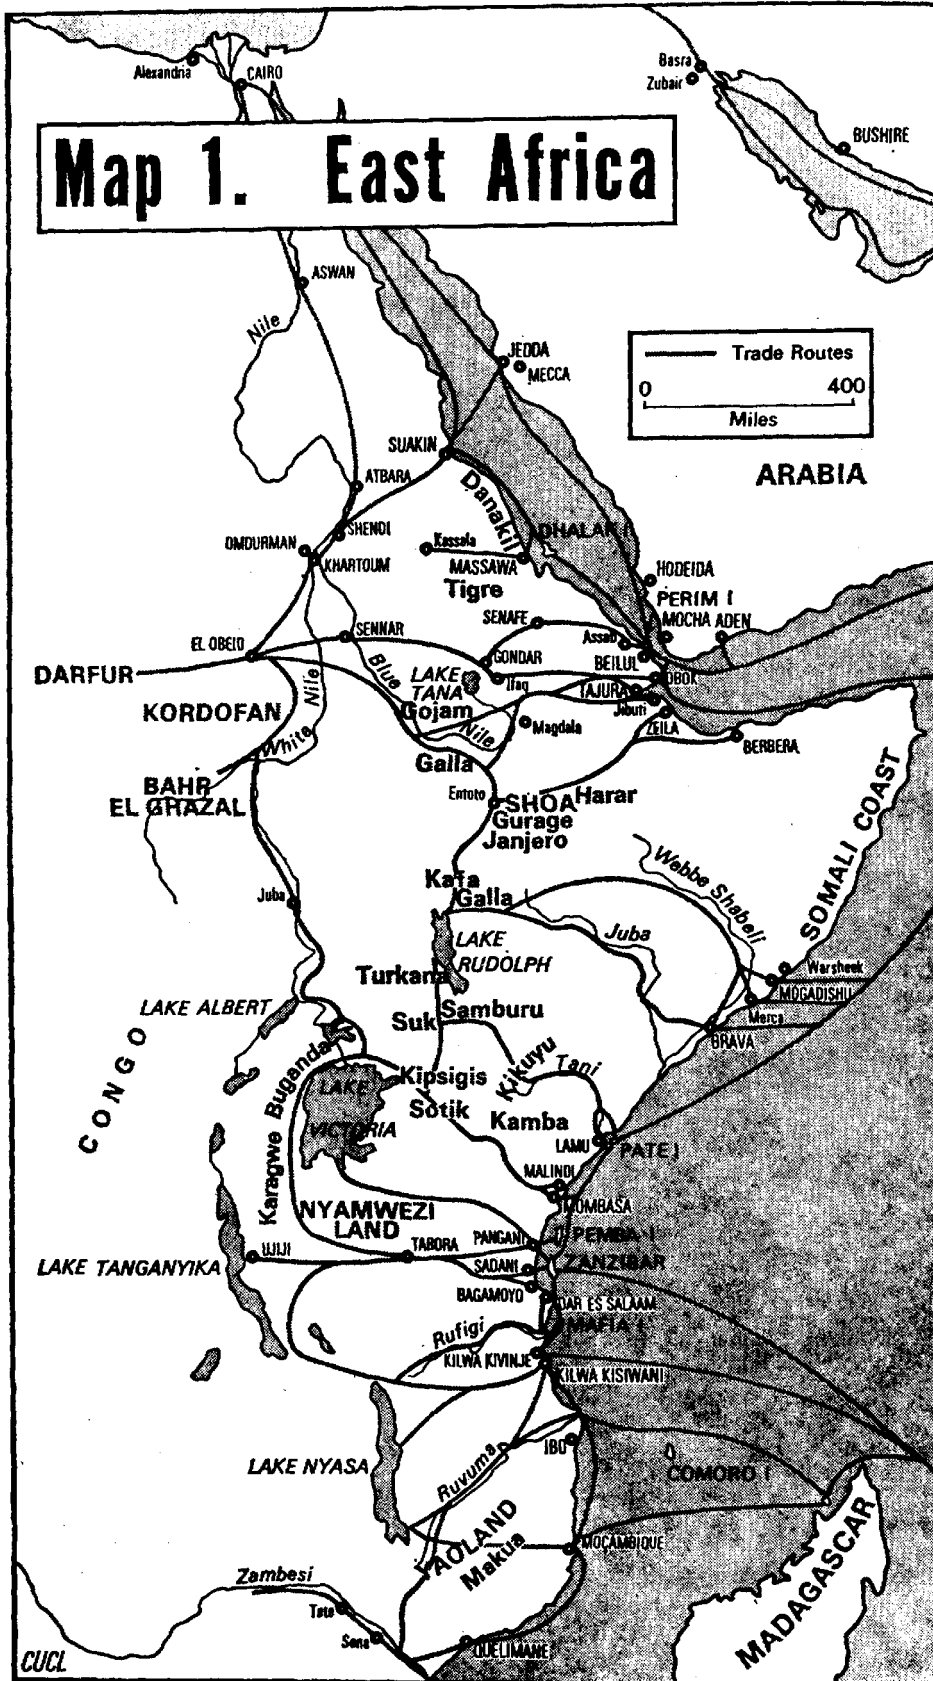 Alexandria
CAIRO
Basra
Zubair
BUSHIRE
Map 1. East Africa
ASWAN
Nile
Trade Routes
0 400
Miles
JEDDA
MECCA
ARABIA
SUAKIN
ATBARA
Danakil
SHENDI
OMDURMAN
KHARTOUM
Kassala
MASSAWA
DHALAK I
Tigre
HODEIDA
PERIM I
MOCHA ADEN
SENAFE
Assab
SENNAR
EL OBEID
GONDAR
BEILUL
DARFUR
Blue
LAKE
TANA
Ifag
OBOK
TAJURA
Jibuti
ZEILA
KORDOFAN
Nile
Gojam
Nile
Magdala
BERBERA
White
Galla
BAHR
EL GHAZAL
Entoto
SHOA
Harar
Gurage
Janjero
SOMALI COAST
Webbe Shabeli
Kafa
Galla
Juba
Juba
LAKE
RUDOLPH
Turkana
Warsheek
MOGADISHU
Merca
BRAVA
LAKE ALBERT
Samburu
Suk
CONGO
Buganda
Kipsigis
Kikuyu
Tani
LAKE
VICTORIA
Sotik
Kamba
LAMU
PATE I
Karagwe
MALINDI
MOMBASA
NYAMWEZI
LAND
PANGANI
PEMBA I
UJIJI
TABORA
LAKE TANGANYIKA
SADANI
ZANZIBAR
BAGAMOYO
DAR ES SALAAM
Rufigi
MAFIA I
KILWA KIVINJE
KILWA KISIWANI
IBO
LAKE NYASA
Ruvuma
COMORO I
AOLAND
Makua
MOÇAMBIQUE
MADAGASCAR
Zambesi
Tate
Sena
QUELIMANE
CUCL